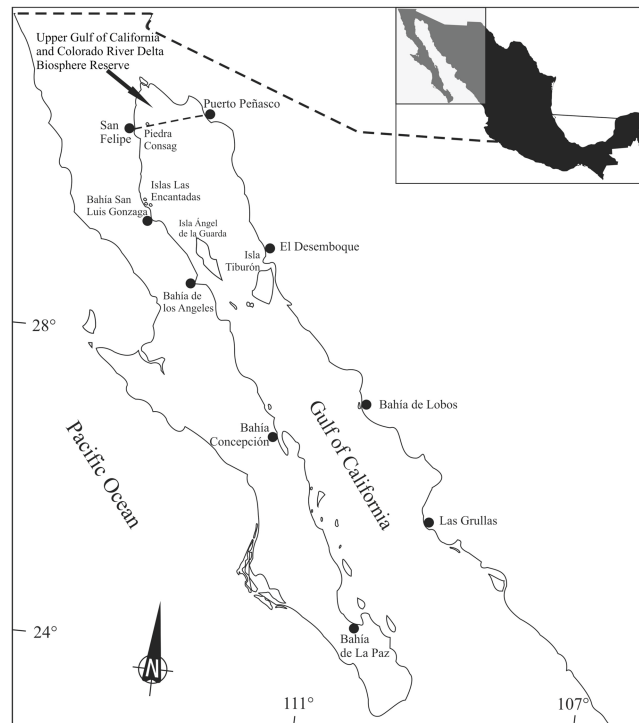 Upper Gulf of California
and Colorado River Delta
Biosphere Reserve
Puerto Peñasco
San
Felipe
Piedra
Consag
Islas Las
Encantadas
Bahía San
Luis Gonzaga
Isla Ángel
de la Guarda
El Desemboque
Isla
Tiburón
Bahía de
los Angeles
28°
Bahía de Lobos
Bahía
Concepción
Gulf of California
Pacific Ocean
Las Grullas
24°
Bahía
de La Paz
N
111°
107°